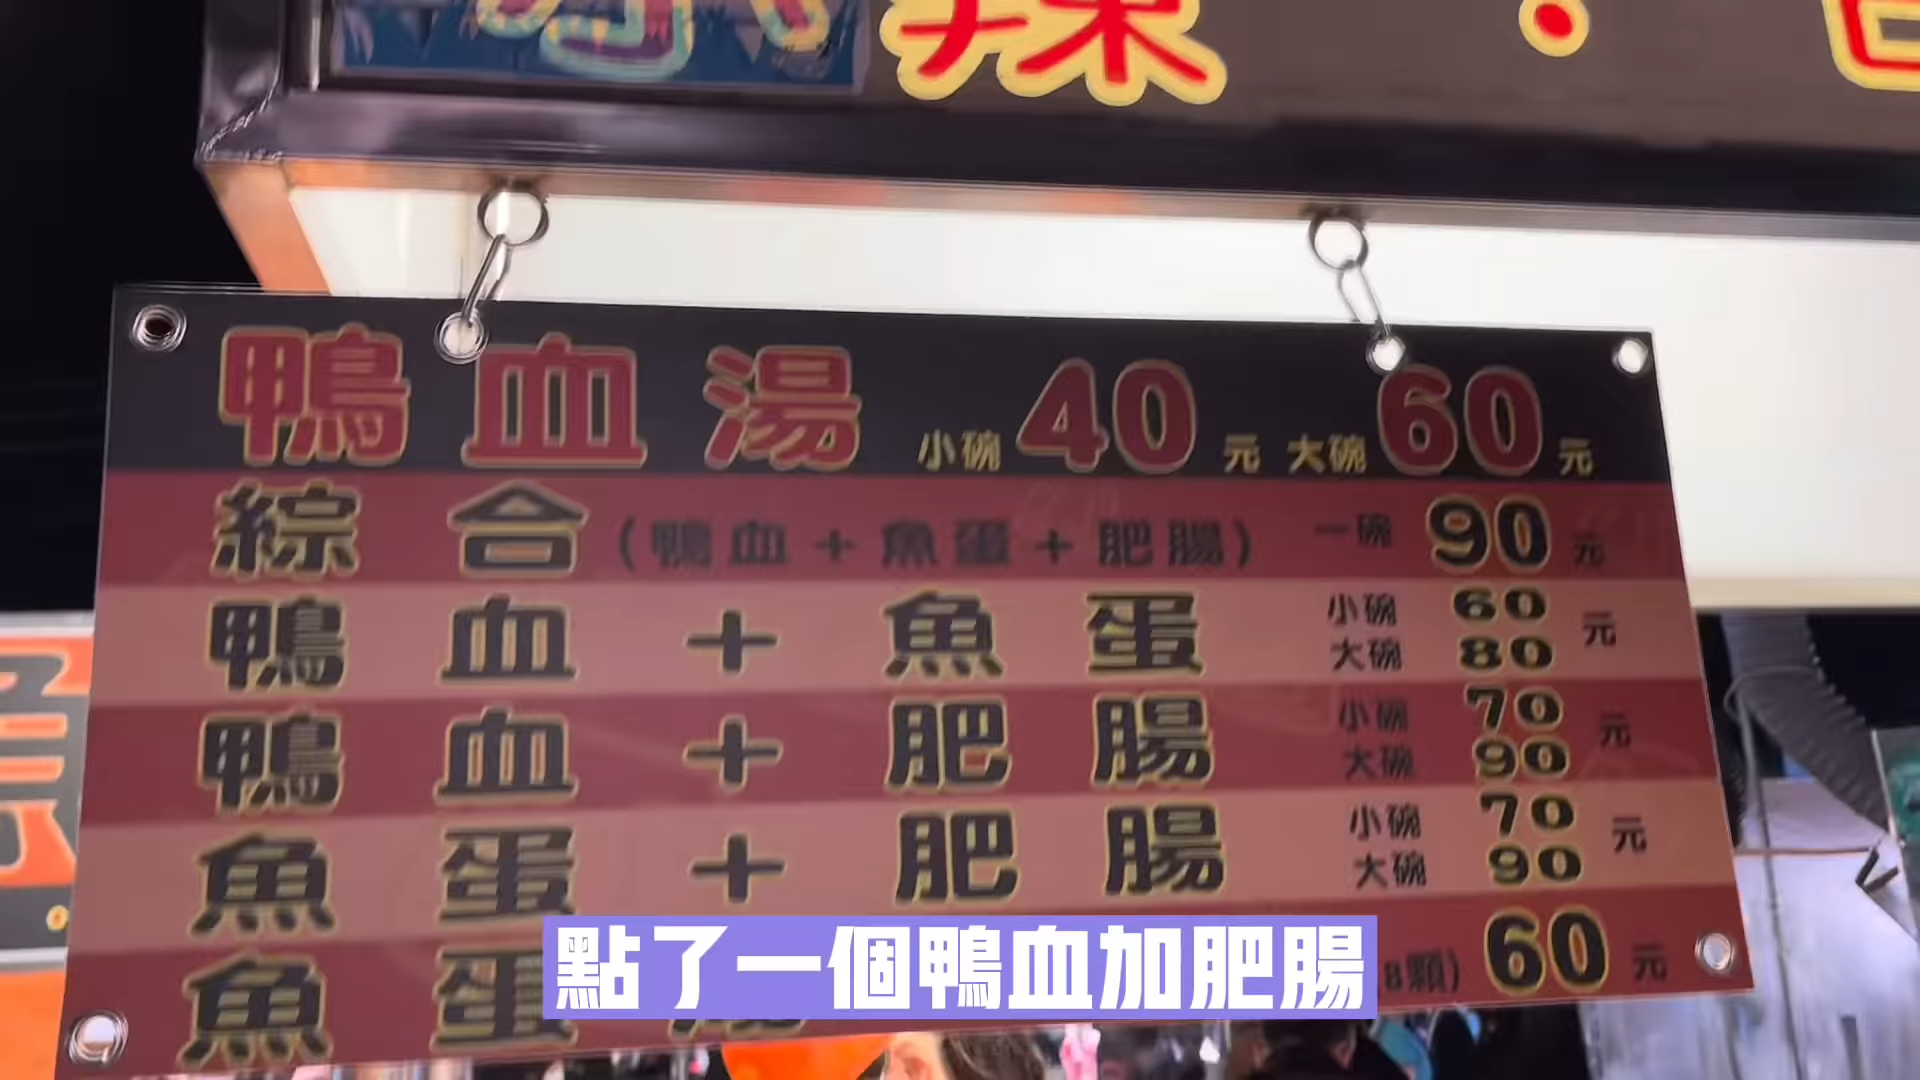 辣
鴨血湯 小碗 40 元 大碗 60 元
綜合(鴨血+魚蛋+肥腸) 一碗 90 元
鴨血+魚蛋 小碗 60 大碗 80 元
鴨血+肥腸 小碗 70 大碗 90 元
魚蛋+肥腸 小碗 70 大碗 90 元
魚蛋湯 8顆) 60 元
點了一個鴨血加肥腸